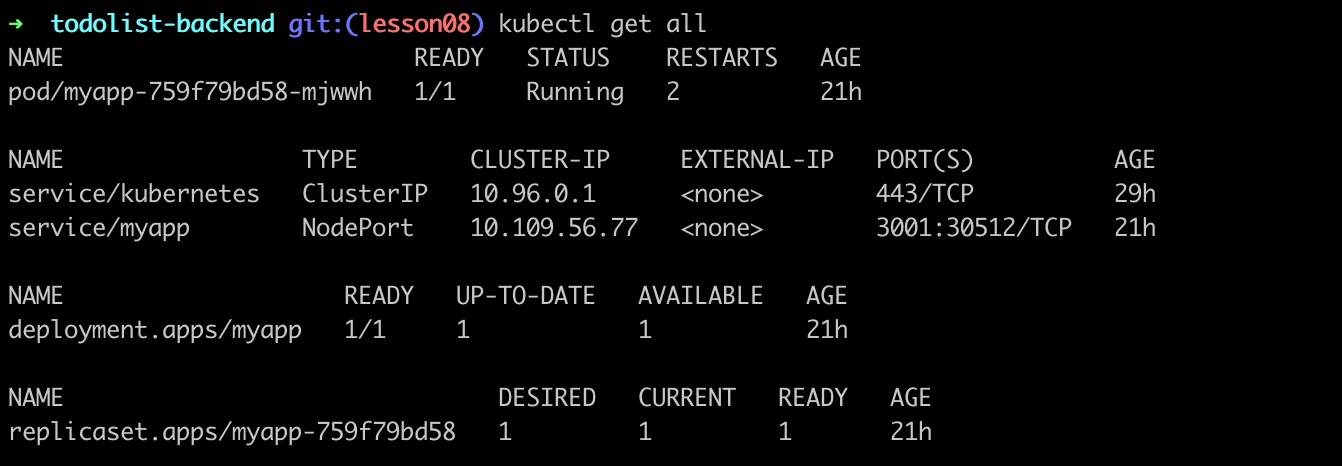 ➜  todolist-backend git:(lesson08) kubectl get all
NAME                         READY   STATUS    RESTARTS   AGE
pod/myapp-759f79bd58-mjwwh   1/1     Running   2          21h

NAME                 TYPE        CLUSTER-IP     EXTERNAL-IP   PORT(S)          AGE
service/kubernetes   ClusterIP   10.96.0.1      <none>        443/TCP          29h
service/myapp        NodePort    10.109.56.77   <none>        3001:30512/TCP   21h

NAME                    READY   UP-TO-DATE   AVAILABLE   AGE
deployment.apps/myapp   1/1     1            1           21h

NAME                               DESIRED   CURRENT   READY   AGE
replicaset.apps/myapp-759f79bd58   1         1         1       21h